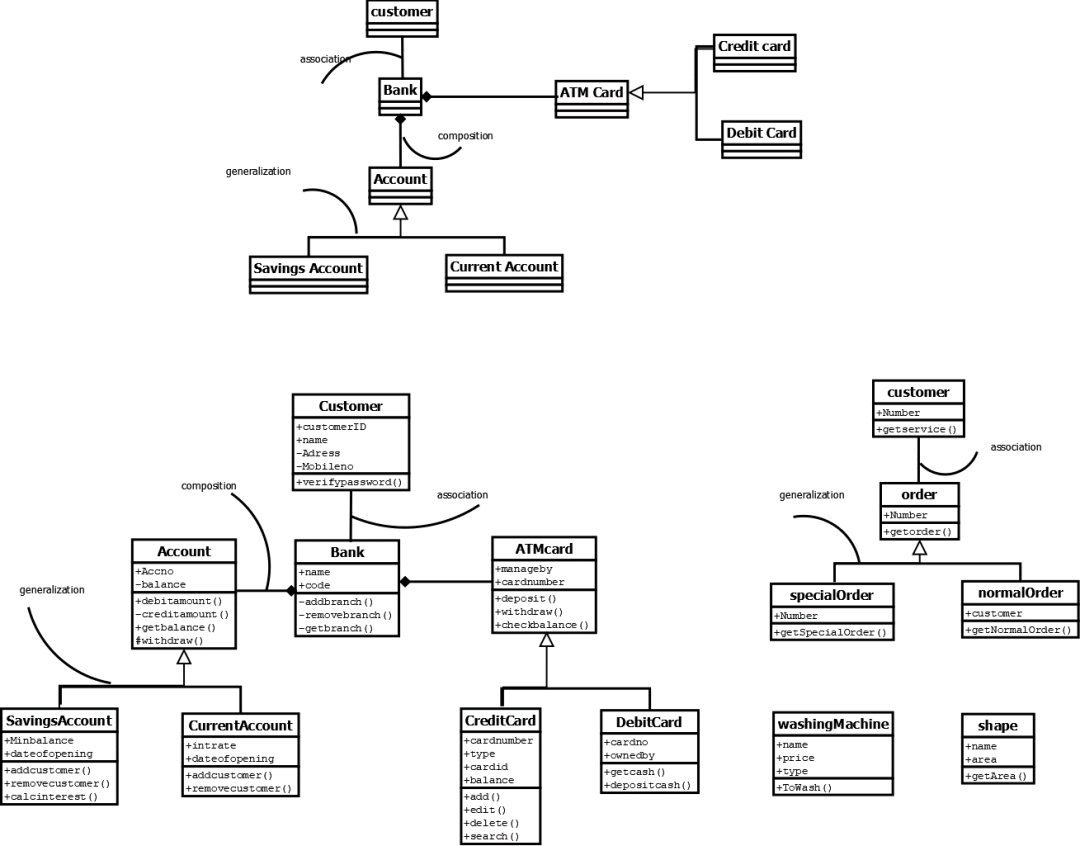 customer
association
Bank
ATM Card
Credit card
Debit Card
composition
generalization
Account
Savings Account
Current Account
Customer
+customerID
+name
-Adress
-Mobileno
+verifypassword()
composition
association
generalization
Account
+Accno
-balance
+debitamount()
-creditamount()
+getbalance()
#withdraw()
Bank
+name
+code
-addbranch()
-removebranch()
-getbranch()
ATMcard
+manageby
+cardnumber
+deposit()
+withdraw()
+checkbalance()
SavingsAccount
+Minbalance
+dateofopening
+addcustomer()
+removecustomer()
+calcinterest()
CurrentAccount
+intrate
+dateofopening
+addcustomer()
+removecustomer()
CreditCard
+cardnumber
+type
+cardid
+balance
+add()
+edit()
+delete()
+search()
DebitCard
+cardno
+ownedby
+getcash()
+depositcash()
customer
+Number
+getservice()
association
generalization
order
+Number
+getorder()
specialOrder
+Number
+getSpecialOrder()
normalOrder
+customer
+getNormalOrder()
washingMachine
+name
+price
+type
+ToWash()
shape
+name
+area
+getArea()